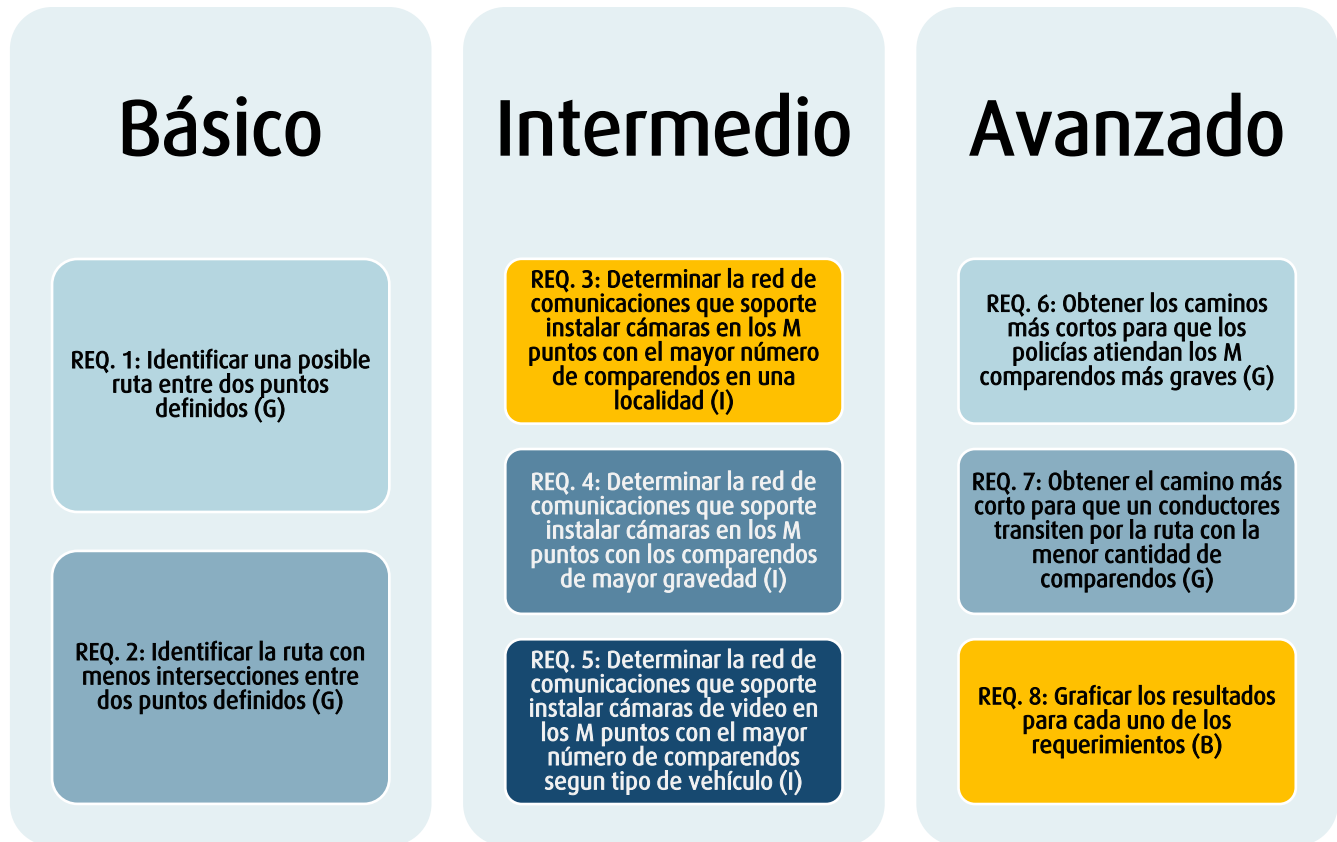 Básico
REQ. 1: Identificar una posible
ruta entre dos puntos
definidos (G)
REQ. 2: Identificar la ruta con
menos intersecciones entre
dos puntos definidos (G)
Intermedio
REQ. 3: Determinar la red de
comunicaciones que soporte
instalar cámaras en los M
puntos con el mayor número
de comparendos en una
localidad (I)
REQ. 4: Determinar la red de
comunicaciones que soporte
instalar cámaras en los M
puntos con los comparendos
de mayor gravedad (I)
REQ. 5: Determinar la red de
comunicaciones que soporte
instalar cámaras de video en
los M puntos con el mayor
número de comparendos
segun tipo de vehículo (I)
Avanzado
REQ. 6: Obtener los caminos
más cortos para que los
policías atiendan los M
comparendos más graves (G)
REQ. 7: Obtener el camino más
corto para que un conductores
transiten por la ruta con la
menor cantidad de
comparendos (G)
REQ. 8: Graficar los resultados
para cada uno de los
requerimientos (B)